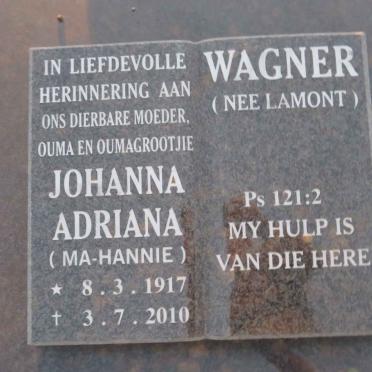 IN LIEFDEVOLLE
HERINNERING AAN
ONS DIERBARE MOEDER,
OUMA EN OUMAGROOTJIE
JOHANNA
ADRIANA
( MA-HANNIE )
★ 8 . 3 . 1917
† 3 . 7 . 2010
WAGNER
( NEE LAMONT )
Ps 121:2
MY HULP IS
VAN DIE HERE